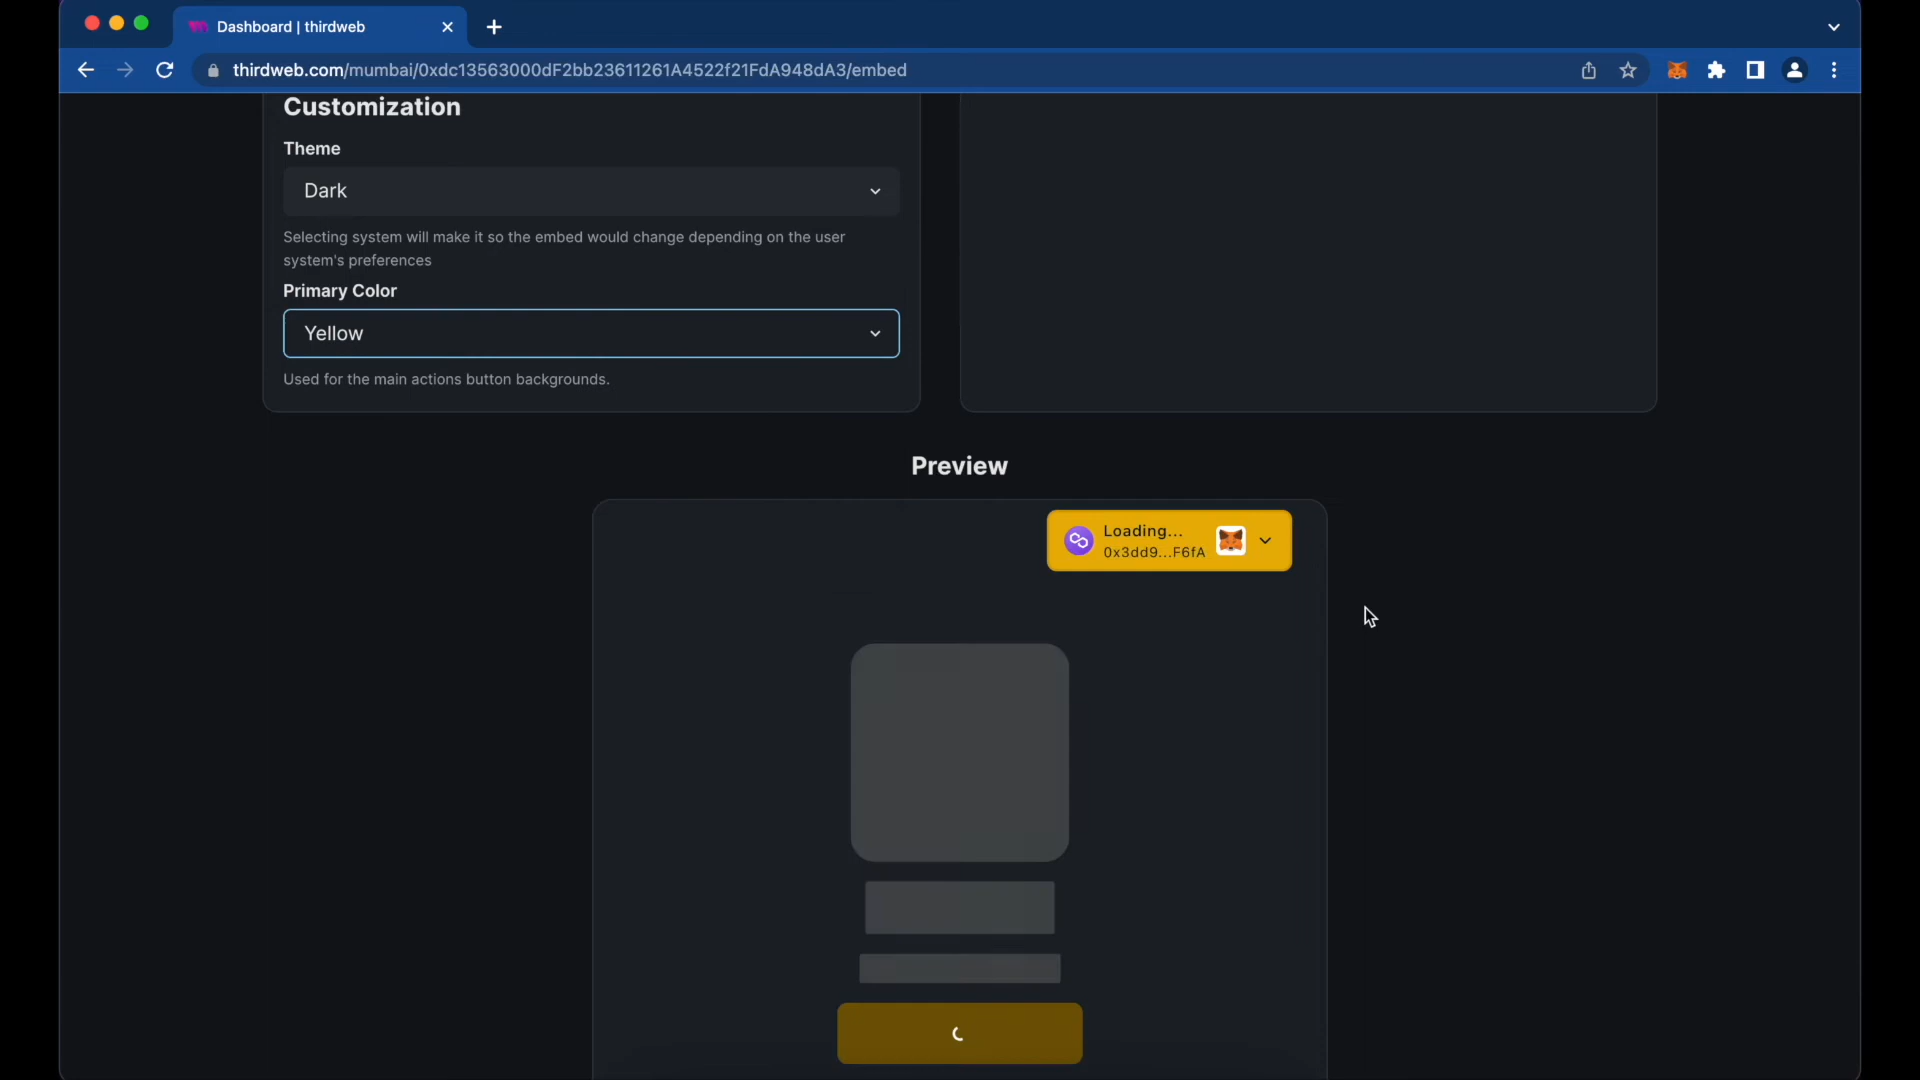 Dashboard | thirdweb
thirdweb.com/mumbai/0xdc13563000dF2bb23611261A4522f21FdA948dA3/embed
Customization
Theme
Dark
Selecting system will make it so the embed would change depending on the user
system's preferences
Primary Color
Yellow
Used for the main actions button backgrounds.
Preview
Loading...
0x3dd9...F6fA